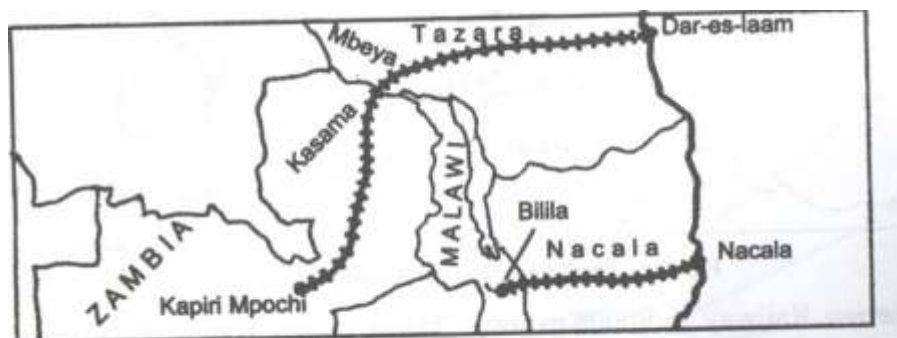 Mbeya
Tazara
Dar-es-laam
Kasama
MALAWI
Bilila
ZAMBIA
Nacala
Nacala
Kapiri Mpochi